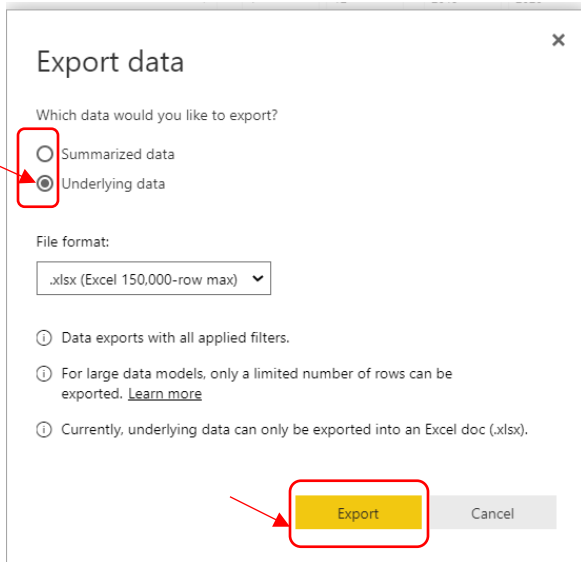 Export data
Which data would you like to export?
Summarized data
Underlying data
File format:
.xlsx (Excel 150,000-row max)
Data exports with all applied filters.
For large data models, only a limited number of rows can be
exported. Learn more
Currently, underlying data can only be exported into an Excel doc (.xlsx).
Export Cancel